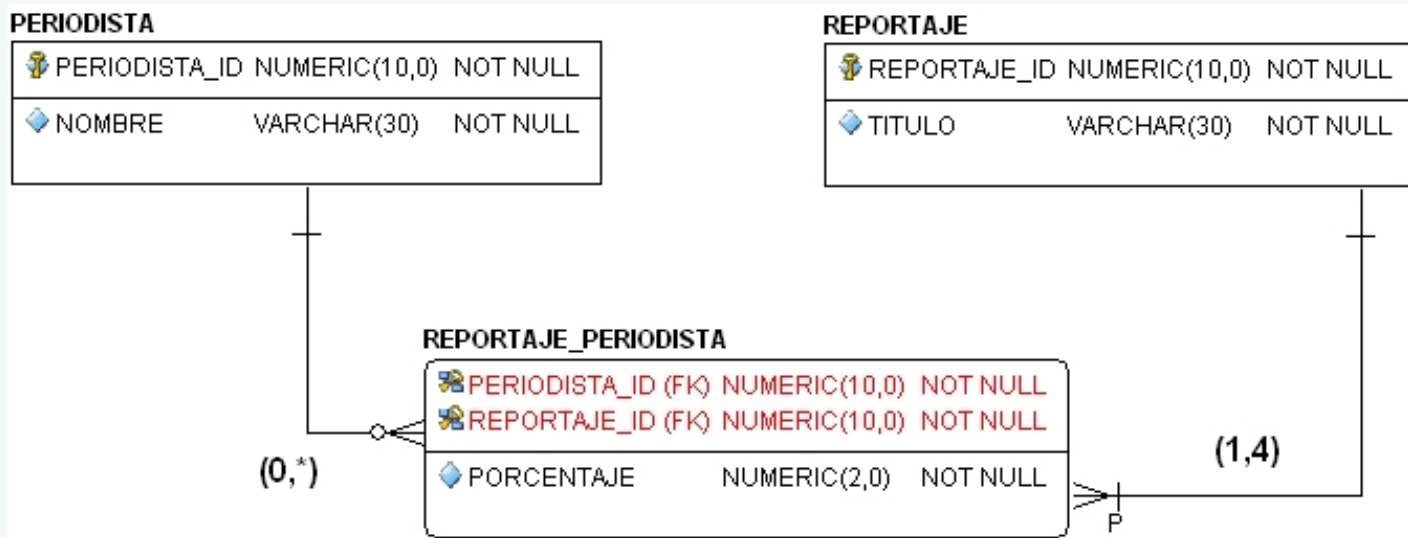 PERIODISTA
PERIODISTA_ID NUMERIC(10,0) NOT NULL
NOMBRE VARCHAR(30) NOT NULL
REPORTAJE
REPORTAJE_ID NUMERIC(10,0) NOT NULL
TITULO VARCHAR(30) NOT NULL
REPORTAJE_PERIODISTA
PERIODISTA_ID (FK) NUMERIC(10,0) NOT NULL
REPORTAJE_ID (FK) NUMERIC(10,0) NOT NULL
PORCENTAJE NUMERIC(2,0) NOT NULL
(0,*)
(1,4)
P